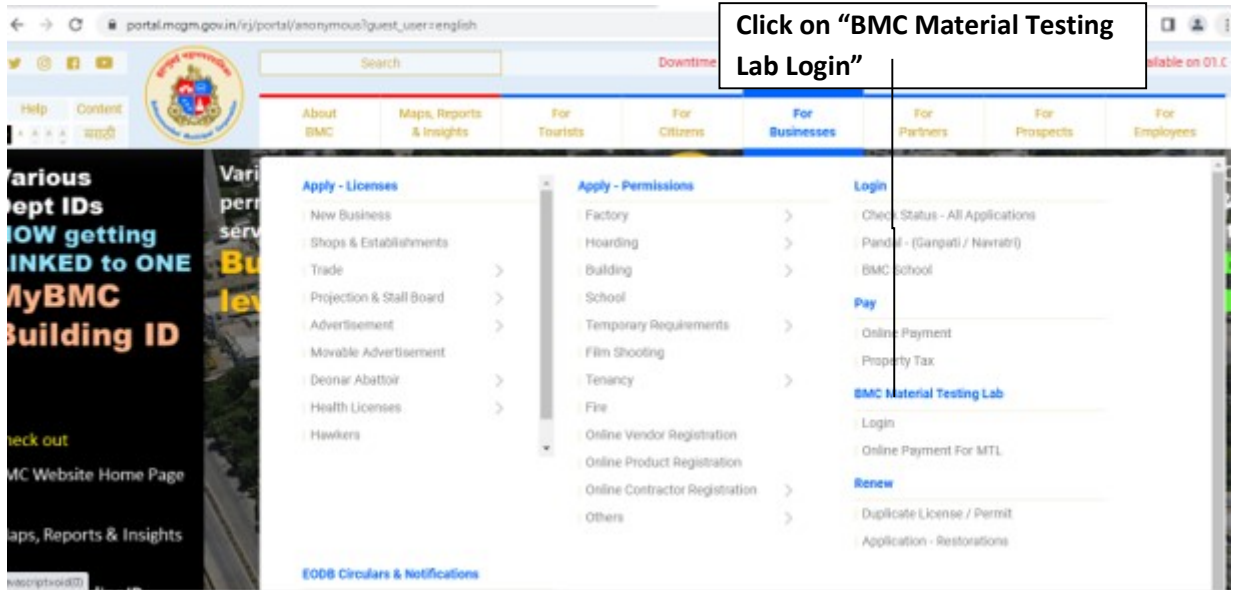 portal.mcgm.gov.in/irj/portal/anonymous?guest_user=english
Click on “BMC Material Testing
Lab Login”
Search
Downtime
ailable on 01.0
Help Content
मराठी
About
BMC
Maps, Reports
& Insights
For
Tourists
For
Citizens
For
Businesses
For
Partners
For
Prospects
For
Employees
Various
Dept IDs
NOW getting
LINKED to ONE
MyBMC
Building ID
heck out
MC Website Home Page
aps, Reports & Insights
Vari
perr
serv
Bu
lev
Apply - Licenses
New Business
Shops & Establishments
Trade
Projection & Stall Board
Advertisement
Movable Advertisement
Deonar Abattoir
Health Licenses
Hawkers
EODB Circulars & Notifications
Apply - Permissions
Factory
Hoarding
Building
School
Temporary Requirements
Film Shooting
Tenancy
Fire
Online Vendor Registration
Online Product Registration
Online Contractor Registration
Others
Login
Check Status - All Applications
Pandal - (Ganpati / Navratri)
BMC School
Pay
Online Payment
Property Tax
BMC Material Testing Lab
Login
Online Payment For MTL
Renew
Duplicate License / Permit
Application - Restorations
vascript:void(0)